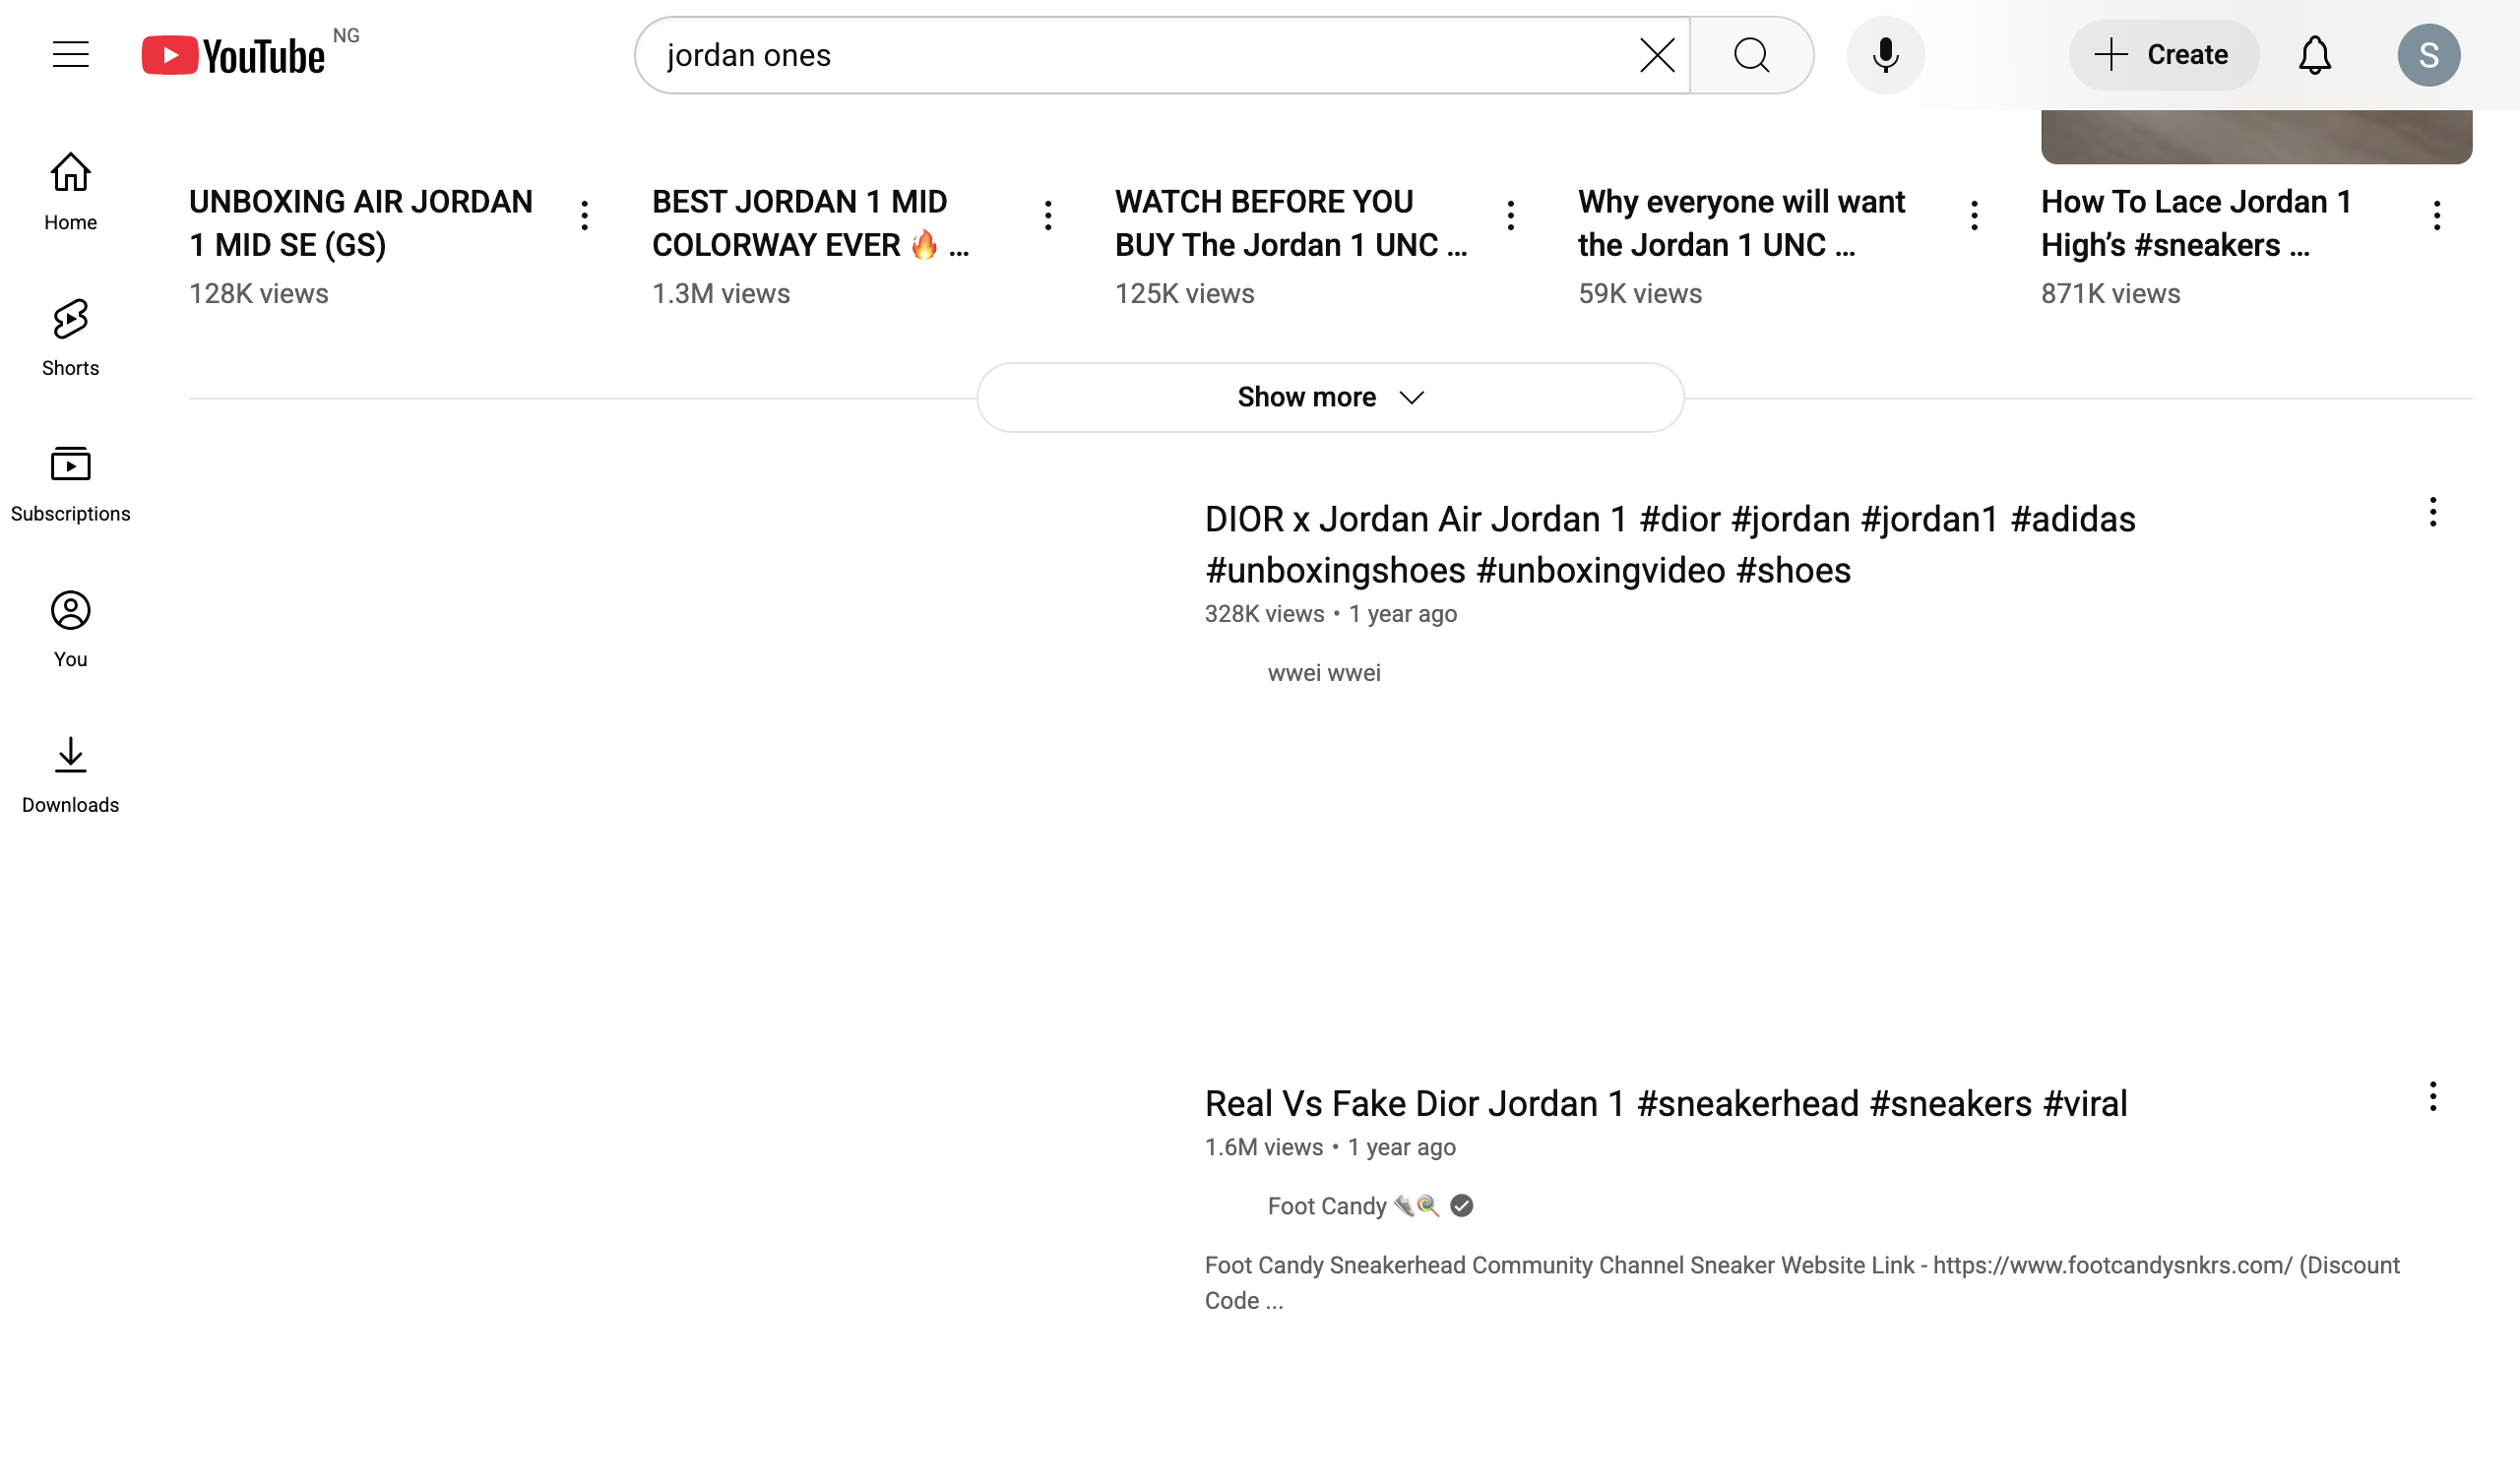 YouTube NG
jordan ones
Create
S
Home
Shorts
Subscriptions
You
Downloads
UNBOXING AIR JORDAN
1 MID SE (GS)
128K views
BEST JORDAN 1 MID
COLORWAY EVER 🔥 ...
1.3M views
WATCH BEFORE YOU
BUY The Jordan 1 UNC ...
125K views
Why everyone will want
the Jordan 1 UNC ...
59K views
How To Lace Jordan 1
High’s #sneakers ...
871K views
Show more
DIOR x Jordan Air Jordan 1 #dior #jordan #jordan1 #adidas
#unboxingshoes #unboxingvideo #shoes
328K views • 1 year ago
wwei wwei
Real Vs Fake Dior Jordan 1 #sneakerhead #sneakers #viral
1.6M views • 1 year ago
Foot Candy 👟🍭
Foot Candy Sneakerhead Community Channel Sneaker Website Link - https://www.footcandysnkrs.com/ (Discount
Code ...